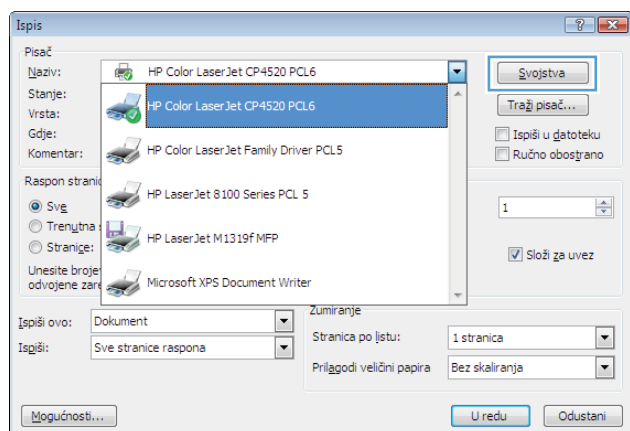 Ispis
Pisač
Naziv: HP Color LaserJet CP4520 PCL6 Svojstva
Stanje:
HP Color LaserJet CP4520 PCL6 Traži pisač...
Vrsta:
Gdje: Ispiši u datoteku
Komentar: HP Color LaserJet Family Driver PCL5 Ručno obostrano
Raspon stranic
HP LaserJet 8100 Series PCL 5
Sve 1
Trenutna s
HP LaserJet M1319f MFP
Stranice: Složi za uvez
Unesite broje
odvojene zare
Microsoft XPS Document Writer
Zumiranje
Ispiši ovo: Dokument
Stranica po listu: 1 stranica
Ispiši: Sve stranice raspona
Prilagodi veličini papira Bez skaliranja
Mogućnosti... U redu Odustani